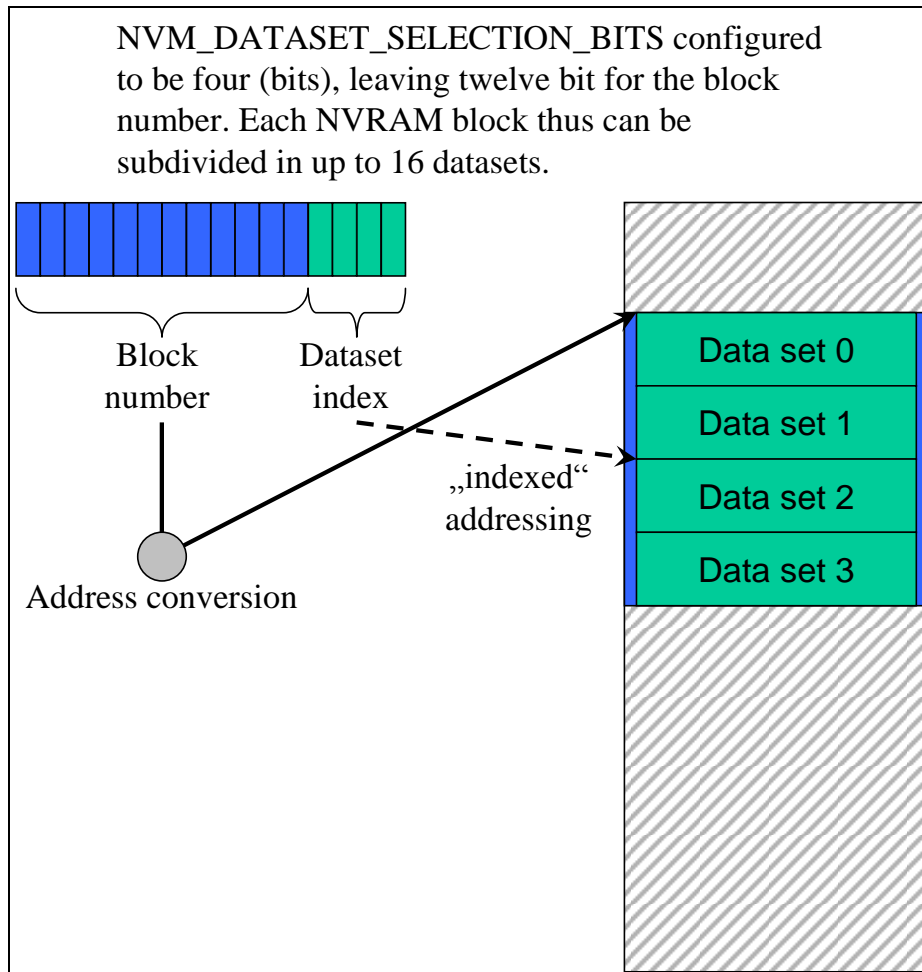 NVM_DATASET_SELECTION_BITS configured
to be four (bits), leaving twelve bit for the block
number. Each NVRAM block thus can be
subdivided in up to 16 datasets.
Block
number
Dataset
index
„indexed“
addressing
Address conversion
Data set 0
Data set 1
Data set 2
Data set 3